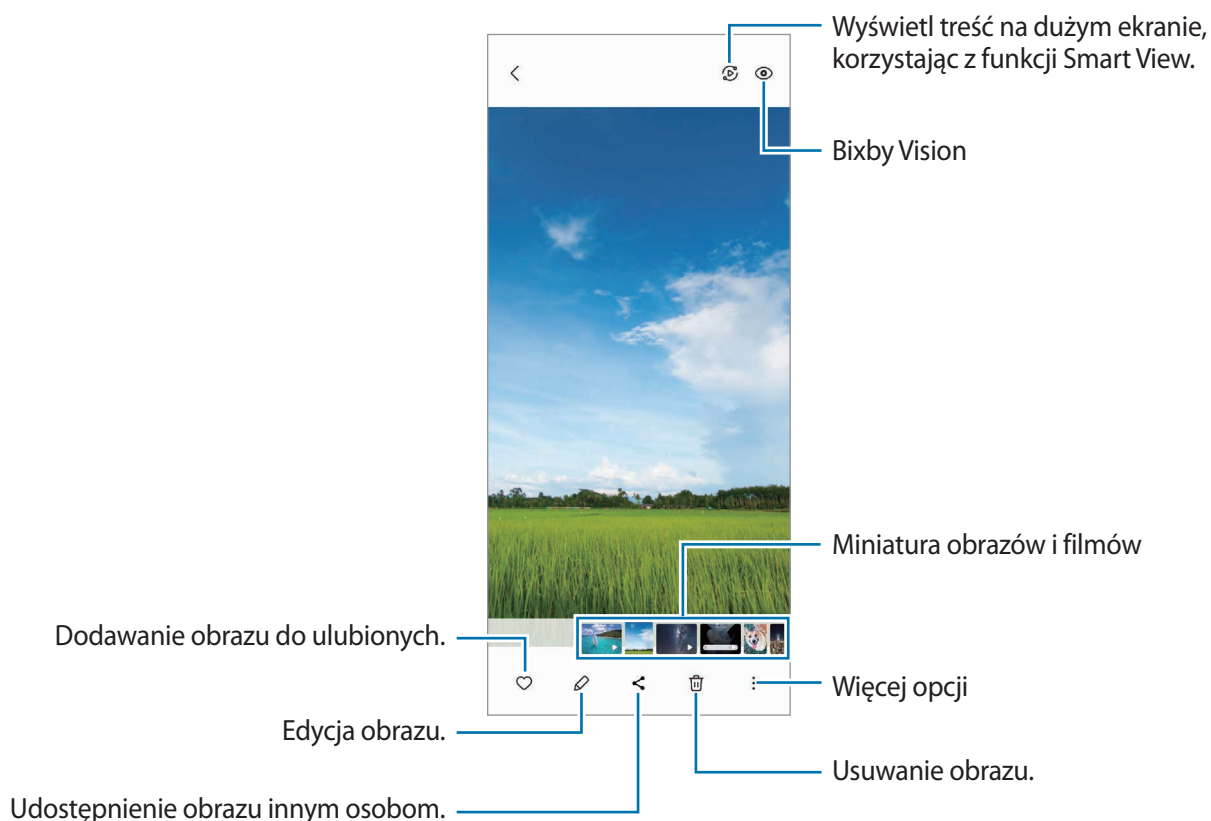 Wyświetl treść na dużym ekranie,
korzystając z funkcji Smart View.
Bixby Vision
Miniatura obrazów i filmów
Dodawanie obrazu do ulubionych.
Więcej opcji
Edycja obrazu.
Usuwanie obrazu.
Udostępnienie obrazu innym osobom.